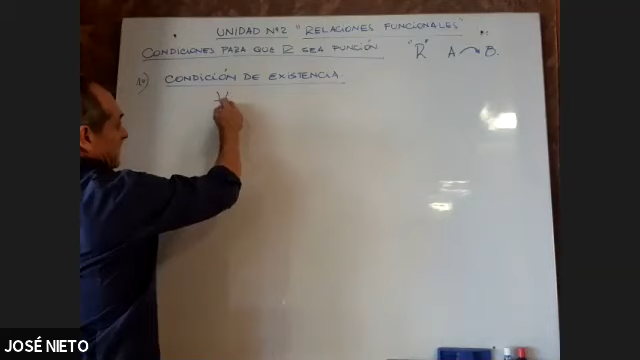 UNIDAD Nº2 "RELACIONES FUNCIONALES"
CONDICIONES PARA QUE R SEA FUNCIÓN "R" A B.
1º) CONDICIÓN DE EXISTENCIA
∀
JOSÉ NIETO